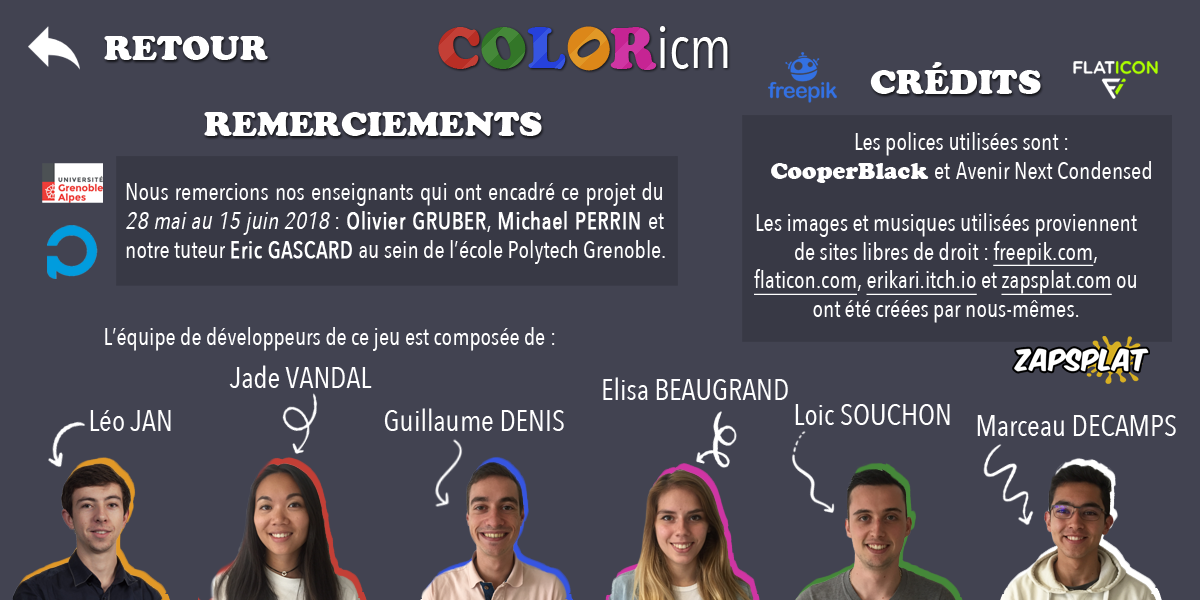 RETOUR
COLORicm
REMERCIEMENTS
UNIVERSITÉ
Grenoble
Alpes
Nous remercions nos enseignants qui ont encadré ce projet du
28 mai au 15 juin 2018 : Olivier GRUBER, Michael PERRIN et
notre tuteur Eric GASCARD au sein de l'école Polytech Grenoble.
freepik
CRÉDITS
FLATICON
Les polices utilisées sont :
CooperBlack et Avenir Next Condensed
Les images et musiques utilisées proviennent
de sites libres de droit : freepik.com,
flaticon.com, erikari.itch.io et zapsplat.com ou
ont été créées par nous-mêmes.
ZAPSPLAT
L'équipe de développeurs de ce jeu est composée de :
Léo JAN
Jade VANDAL
Guillaume DENIS
Elisa BEAUGRAND
Loic SOUCHON
Marceau DECAMPS